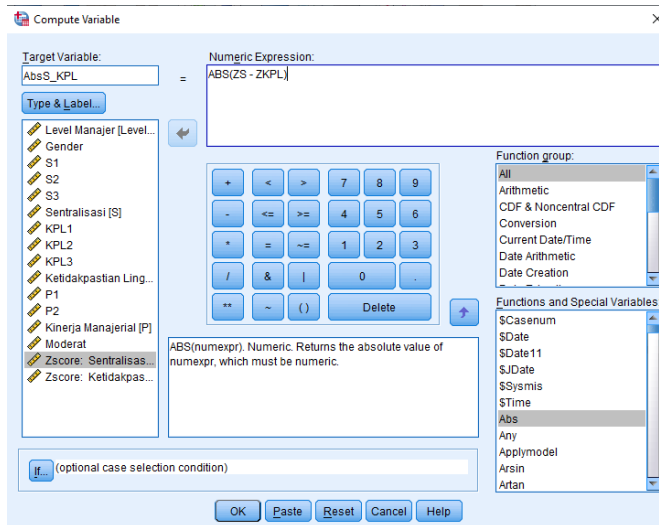 Compute Variable
Target Variable:
AbsS_KPL
=
Numeric Expression:
ABS(ZS - ZKPL)
Type & Label...
Level Manajer [Level...
Gender
S1
S2
S3
Sentralisasi [S]
KPL1
KPL2
KPL3
Ketidakpastian Ling...
P1
P2
Kinerja Manajerial [P]
Moderat
Zscore: Sentralisas...
Zscore: Ketidakpas...
+ < > 7 8 9
- <= >= 4 5 6
* = ~= 1 2 3
/ & | 0 .
** ~ ( ) Delete
ABS(numexpr). Numeric. Returns the absolute value of
numexpr, which must be numeric.
Function group:
All
Arithmetic
CDF & Noncentral CDF
Conversion
Current Date/Time
Date Arithmetic
Date Creation
Functions and Special Variables
$Casenum
$Date
$Date11
$JDate
$Sysmis
$Time
Abs
Any
Applymodel
Arsin
Artan
If... (optional case selection condition)
OK Paste Reset Cancel Help